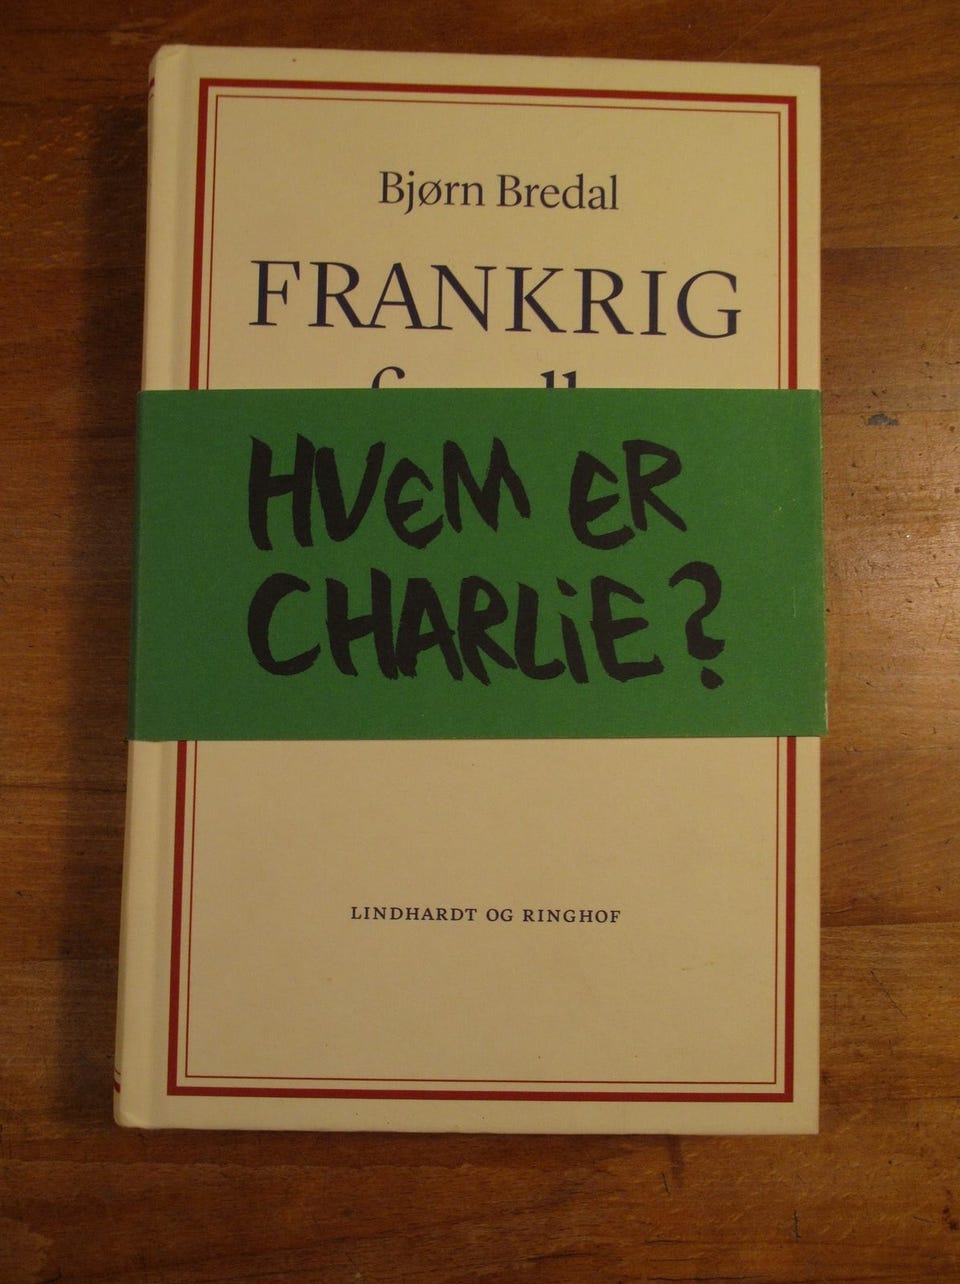 Bjørn Bredal
FRANKRIG
HVEM ER
CHARLIE?
LINDHARDT OG RINGHOF